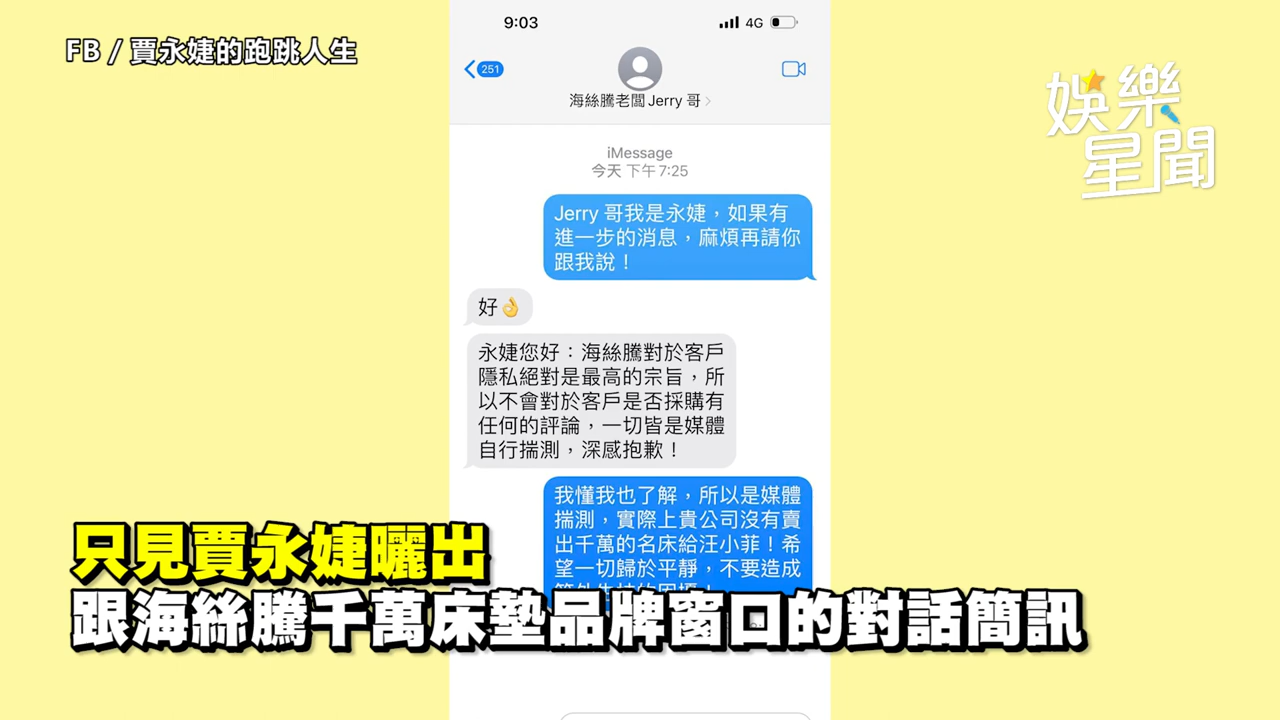 9:03
4G
FB / 賈永婕的跑跳人生
251
海絲騰老闆Jerry 哥
娛樂
星聞
iMessage
今天 下午 7:25
Jerry 哥我是永婕，如果有
進一步的消息，麻煩再請你
跟我說！
好👌
永婕您好：海絲騰對於客戶
隱私絕對是最高的宗旨，所
以不會對於客戶是否採購有
任何的評論，一切皆是媒體
自行揣測，深感抱歉！
我懂我也了解，所以是媒體
揣測，實際上貴公司沒有賣
出千萬的名床給汪小菲！希
望一切歸於平靜，不要造成
只見賈永婕曬出
跟海絲騰千萬床墊品牌窗口的對話簡訊